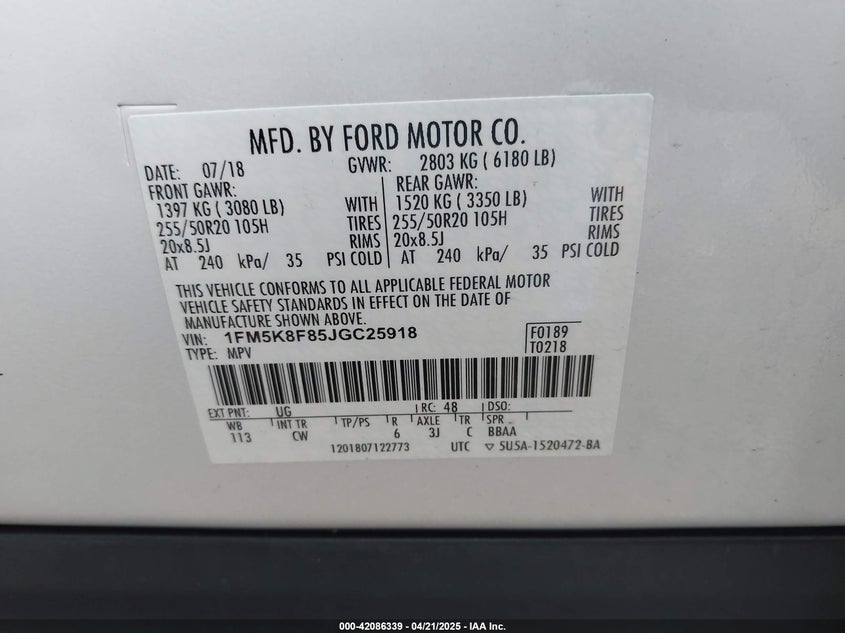 MFD. BY FORD MOTOR CO.
DATE: 07/18 GVWR: 2803 KG ( 6180 LB)
FRONT GAWR: REAR GAWR:
1397 KG ( 3080 LB) WITH 1520 KG ( 3350 LB) WITH
255/50R20 105H TIRES 255/50R20 105H TIRES
20x8.5J RIMS 20x8.5J RIMS
AT 240 kPa/ 35 PSI COLD AT 240 kPa/ 35 PSI COLD
THIS VEHICLE CONFORMS TO ALL APPLICABLE FEDERAL MOTOR
VEHICLE SAFETY STANDARDS IN EFFECT ON THE DATE OF
MANUFACTURE SHOWN ABOVE.
VIN: 1FM5K8F85JGC25918 F0189
TYPE: MPV T0218
EXT PNT: UG RC: 48 DSO:
WB INT TR TP/PS R AXLE TR SPR
113 CW 6 3J C BBAA
1201807122773 UTC ▽ 5U5A-1520472-BA
000-42086339 - 04/21/2025 - IAA Inc.